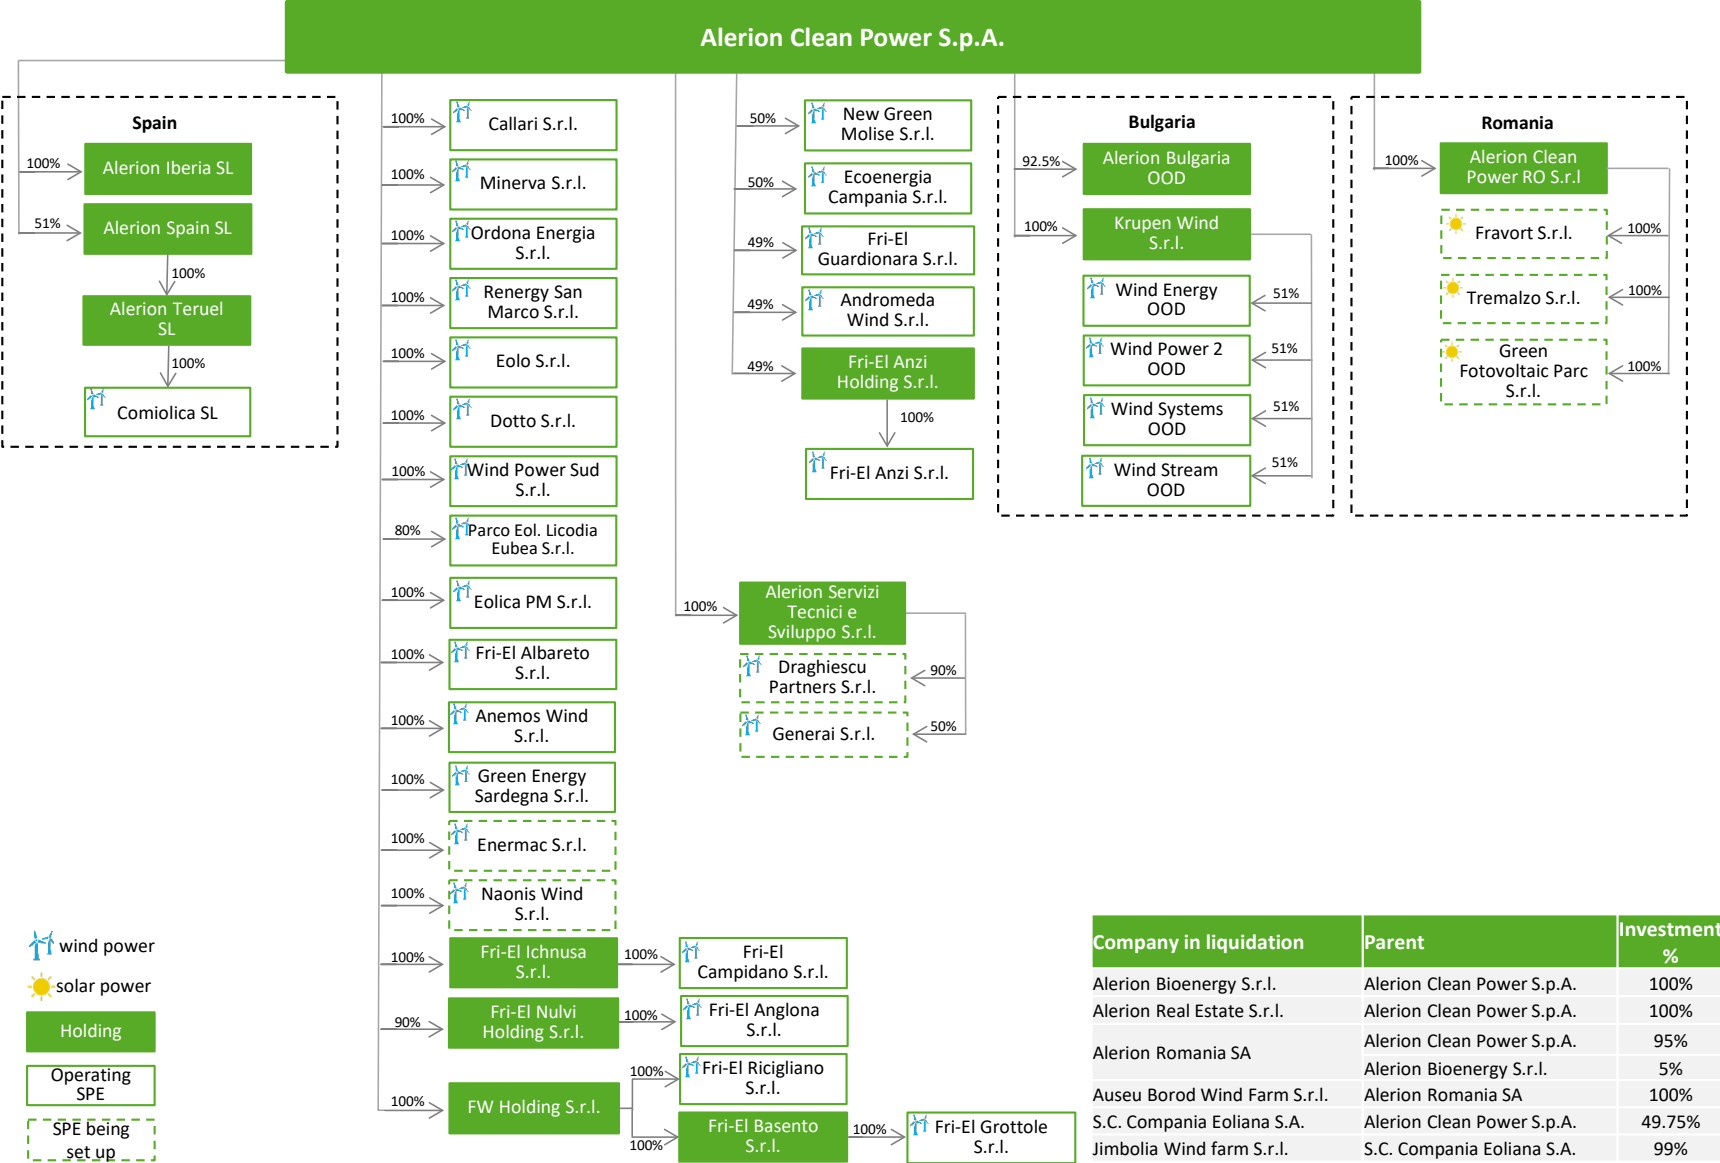 Alerion Clean Power S.p.A.
Spain
100%
Alerion Iberia SL
51%
Alerion Spain SL
100%
Alerion Teruel
SL
100%
Comiolica SL
100%
Callari S.r.l.
100%
Minerva S.r.l.
100%
Ordona Energia
S.r.l.
100%
Renergy San
Marco S.r.l.
100%
Eolo S.r.l.
100%
Dotto S.r.l.
100%
Wind Power Sud
S.r.l.
80%
Parco Eol. Licodia
Eubea S.r.l.
100%
Eolica PM S.r.l.
100%
Fri-El Albareto
S.r.l.
100%
Anemos Wind
S.r.l.
100%
Green Energy
Sardegna S.r.l.
100%
Enermac S.r.l.
100%
Naonis Wind
S.r.l.
100%
Fri-El Ichnusa
S.r.l.
100%
Fri-El
Campidano S.r.l.
90%
Fri-El Nulvi
Holding S.r.l.
100%
Fri-El Anglona
S.r.l.
100%
FW Holding S.r.l.
100%
Fri-El Ricigliano
S.r.l.
100%
Fri-El Basento
S.r.l.
100%
Fri-El Grottole
S.r.l.
50%
New Green
Molise S.r.l.
50%
Ecoenergia
Campania S.r.l.
49%
Fri-El
Guardionara S.r.l.
49%
Andromeda
Wind S.r.l.
49%
Fri-El Anzi
Holding S.r.l.
100%
Fri-El Anzi S.r.l.
100%
Alerion Servizi
Tecnici e
Sviluppo S.r.l.
Draghiescu
Partners S.r.l.
90%
Generai S.r.l.
50%
Bulgaria
92.5%
Alerion Bulgaria
OOD
100%
Krupen Wind
S.r.l.
Wind Energy
OOD
51%
Wind Power 2
OOD
51%
Wind Systems
OOD
51%
Wind Stream
OOD
51%
Romania
100%
Alerion Clean
Power RO S.r.l
Fravort S.r.l.
100%
Tremalzo S.r.l.
100%
Green
Fotovoltaic Parc
S.r.l.
100%
wind power
solar power
Holding
Operating
SPE
SPE being
set up
Company in liquidation Parent Investment
%
Alerion Bioenergy S.r.l. Alerion Clean Power S.p.A. 100%
Alerion Real Estate S.r.l. Alerion Clean Power S.p.A. 100%
Alerion Romania SA Alerion Clean Power S.p.A. 95%
Alerion Bioenergy S.r.l. 5%
Auseu Borod Wind Farm S.r.l. Alerion Romania SA 100%
S.C. Compania Eoliana S.A. Alerion Clean Power S.p.A. 49.75%
Jimbolia Wind farm S.r.l. S.C. Compania Eoliana S.A. 99%